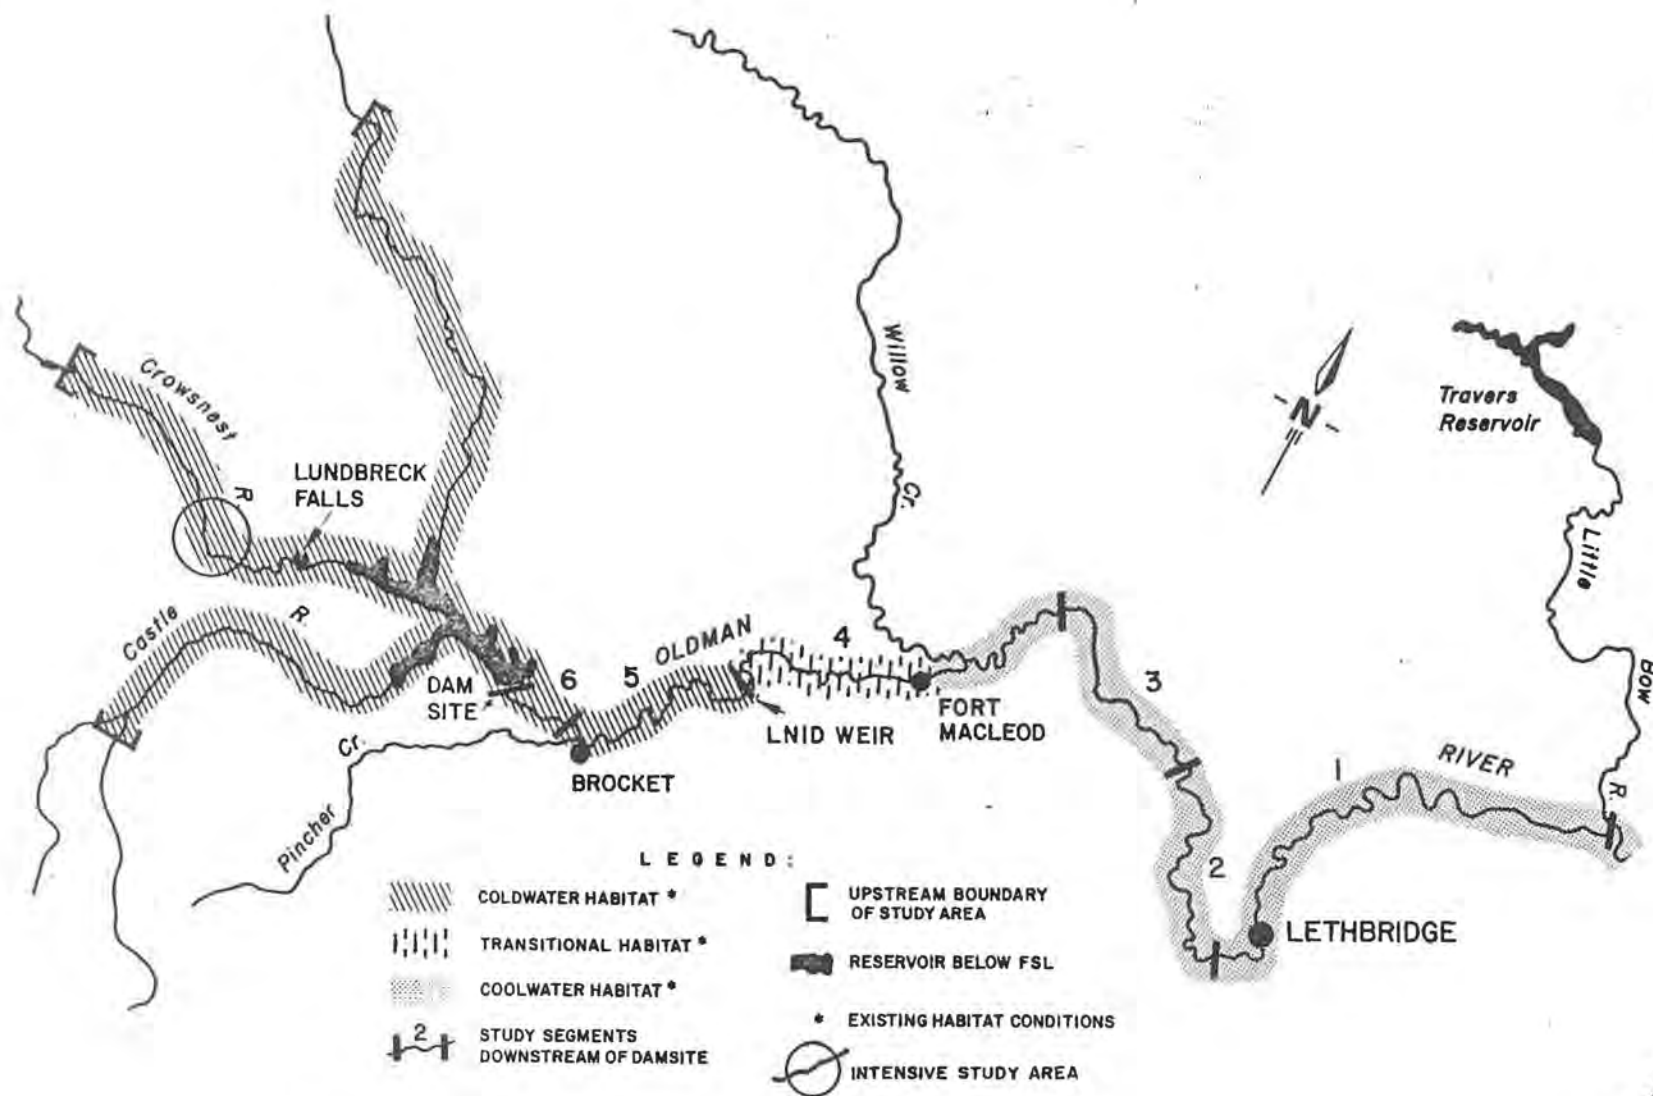 Crowsnest
R.
LUNDBRECK
FALLS
Castle
R.
DAM
SITE
6
5
OLDMAN
4
Willow
Cr.
N
Travers
Reservoir
Little
Bow
R.
LNID WEIR
FORT
MACLEOD
3
BROCKET
Pincher
Cr.
1
RIVER
2
LETHBRIDGE
LEGEND:
COLDWATER HABITAT *
TRANSITIONAL HABITAT *
COOLWATER HABITAT *
2
STUDY SEGMENTS
DOWNSTREAM OF DAMSITE
UPSTREAM BOUNDARY
OF STUDY AREA
RESERVOIR BELOW FSL
* EXISTING HABITAT CONDITIONS
INTENSIVE STUDY AREA